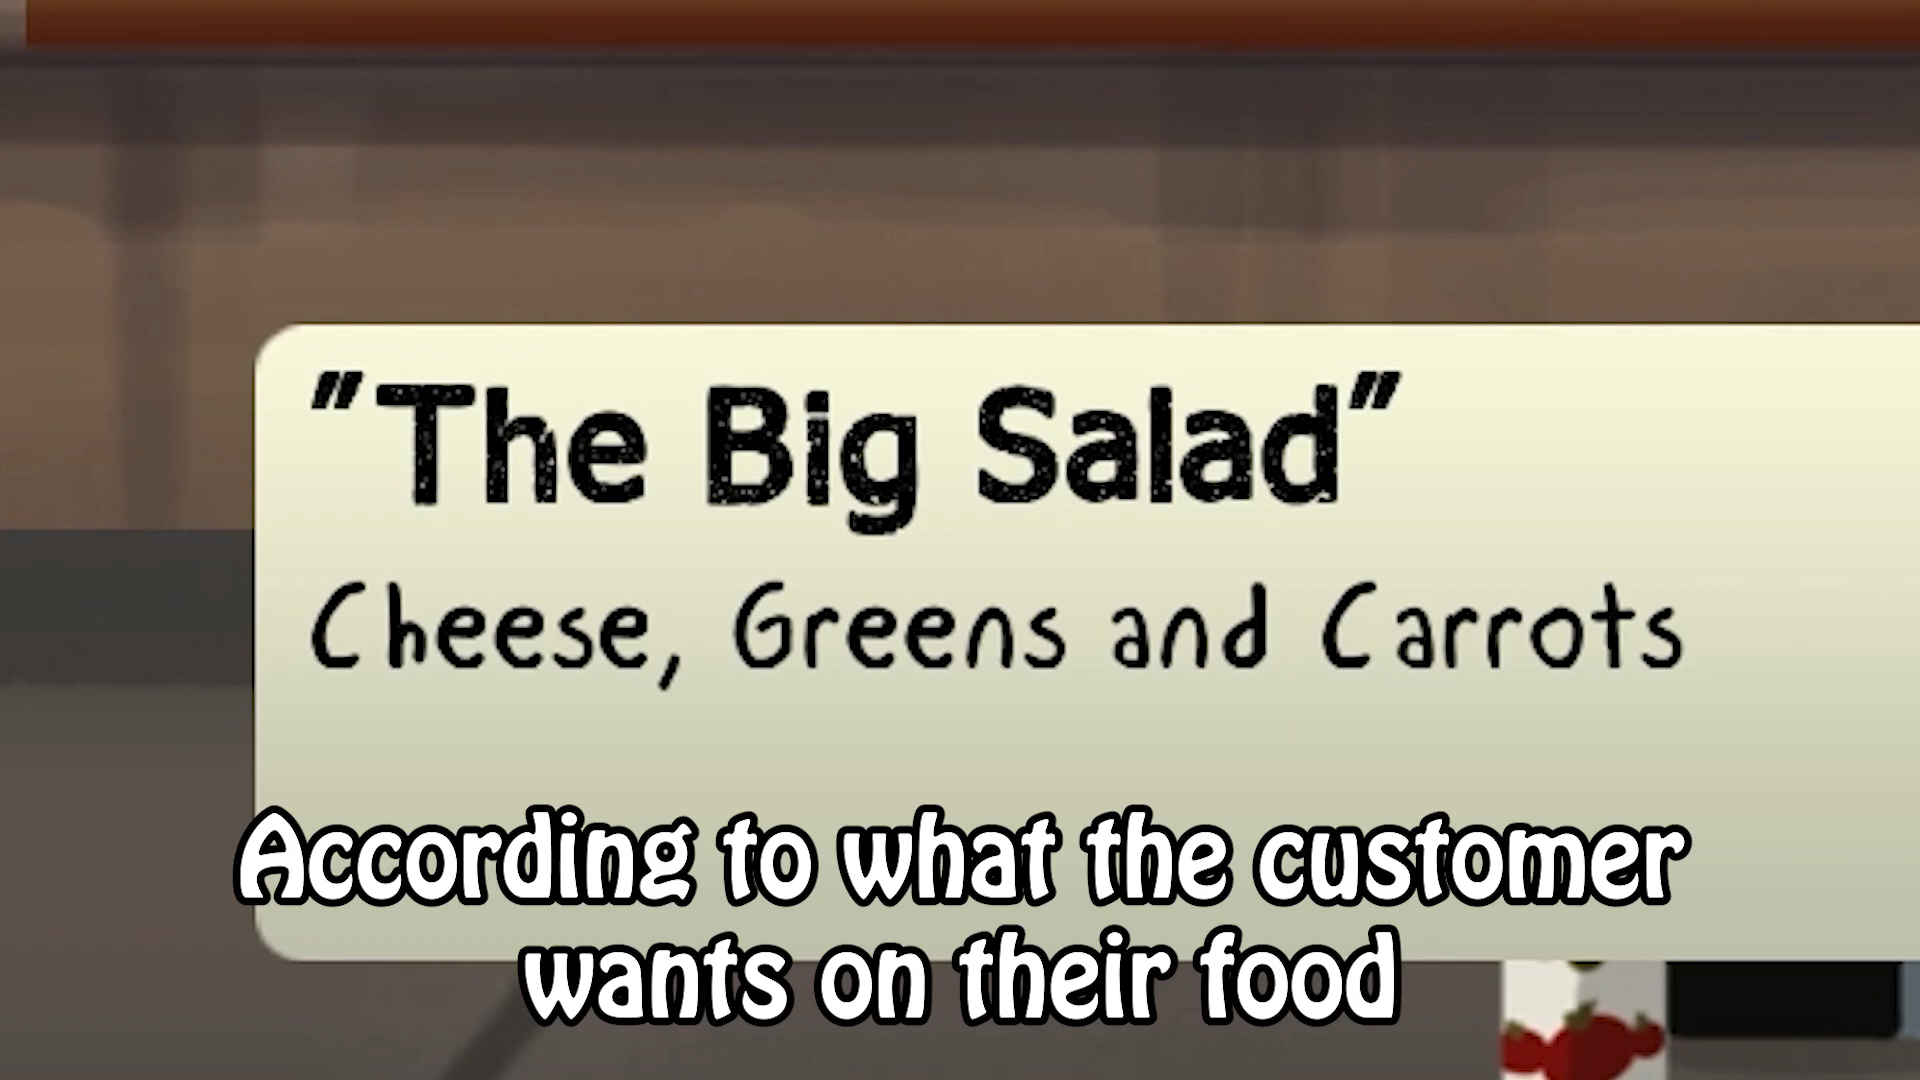 "The Big Salad"
Cheese, Greens and Carrots
According to what the customer
wants on their food